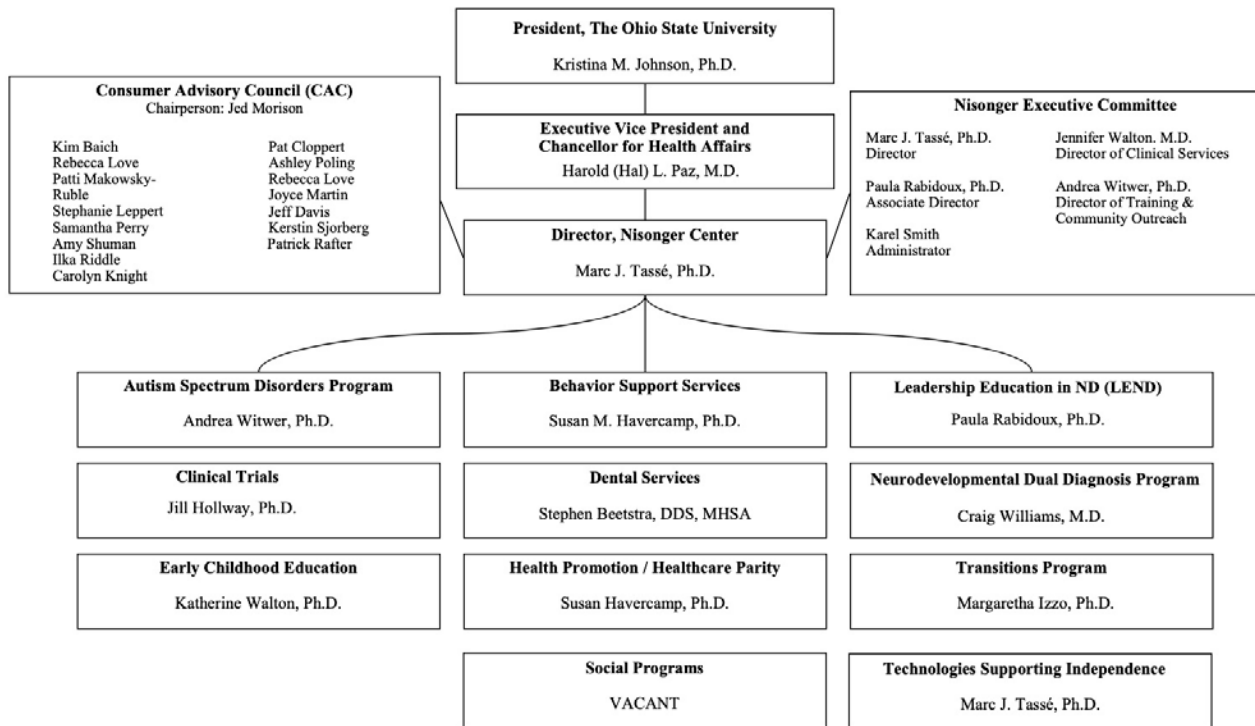 President, The Ohio State University
Kristina M. Johnson, Ph.D.
Consumer Advisory Council (CAC)
Chairperson: Jed Morison
Kim Baich
Rebecca Love
Patti Makowsky-
Ruble
Stephanie Leppert
Samantha Perry
Amy Shuman
Ilka Riddle
Carolyn Knight
Pat Cloppert
Ashley Poling
Rebecca Love
Joyce Martin
Jeff Davis
Kerstin Sjorberg
Patrick Rafter
Executive Vice President and
Chancellor for Health Affairs
Harold (Hal) L. Paz, M.D.
Nisonger Executive Committee
Marc J. Tassé, Ph.D.
Director
Paula Rabidoux, Ph.D.
Associate Director
Karel Smith
Administrator
Jennifer Walton. M.D.
Director of Clinical Services
Andrea Witwer, Ph.D.
Director of Training &
Community Outreach
Director, Nisonger Center
Marc J. Tassé, Ph.D.
Autism Spectrum Disorders Program
Andrea Witwer, Ph.D.
Behavior Support Services
Susan M. Havercamp, Ph.D.
Leadership Education in ND (LEND)
Paula Rabidoux, Ph.D.
Clinical Trials
Jill Hollway, Ph.D.
Dental Services
Stephen Beetstra, DDS, MHSA
Neurodevelopmental Dual Diagnosis Program
Craig Williams, M.D.
Early Childhood Education
Katherine Walton, Ph.D.
Health Promotion / Healthcare Parity
Susan Havercamp, Ph.D.
Transitions Program
Margaretha Izzo, Ph.D.
Social Programs
VACANT
Technologies Supporting Independence
Marc J. Tassé, Ph.D.